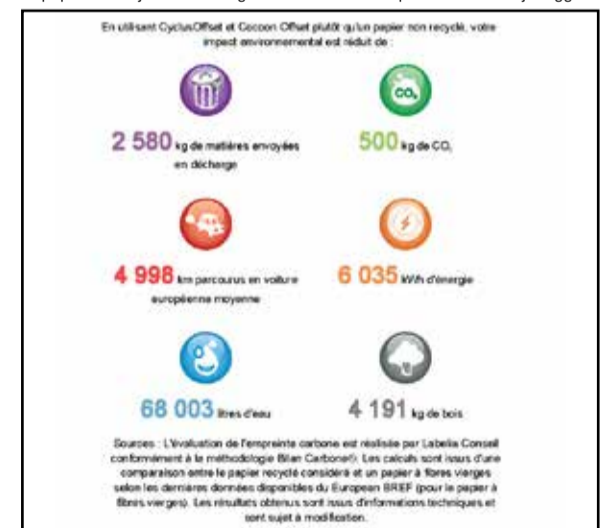 En utilisant CyclusOffset et Cocoon Offset plutôt qu'un papier non recyclé, votre
impact environnemental est réduit de :
CO₂
2 580 kg de matières envoyées
en décharge
500 kg de CO₂
4 998 km parcourus en voiture
européenne moyenne
6 035 kWh d'énergie
68 003 litres d'eau
4 191 kg de bois
Sources : L'évaluation de l'empreinte carbone est réalisée par Labelia Conseil
conformément à la méthodologie Bilan Carbone®. Les calculs sont issus d'une
comparaison entre le papier recyclé considéré et un papier à fibres vierges
selon les dernières données disponibles du European BREF (pour le papier à
fibres vierges). Les résultats obtenus sont issus d'informations techniques et
sont sujet à modification.